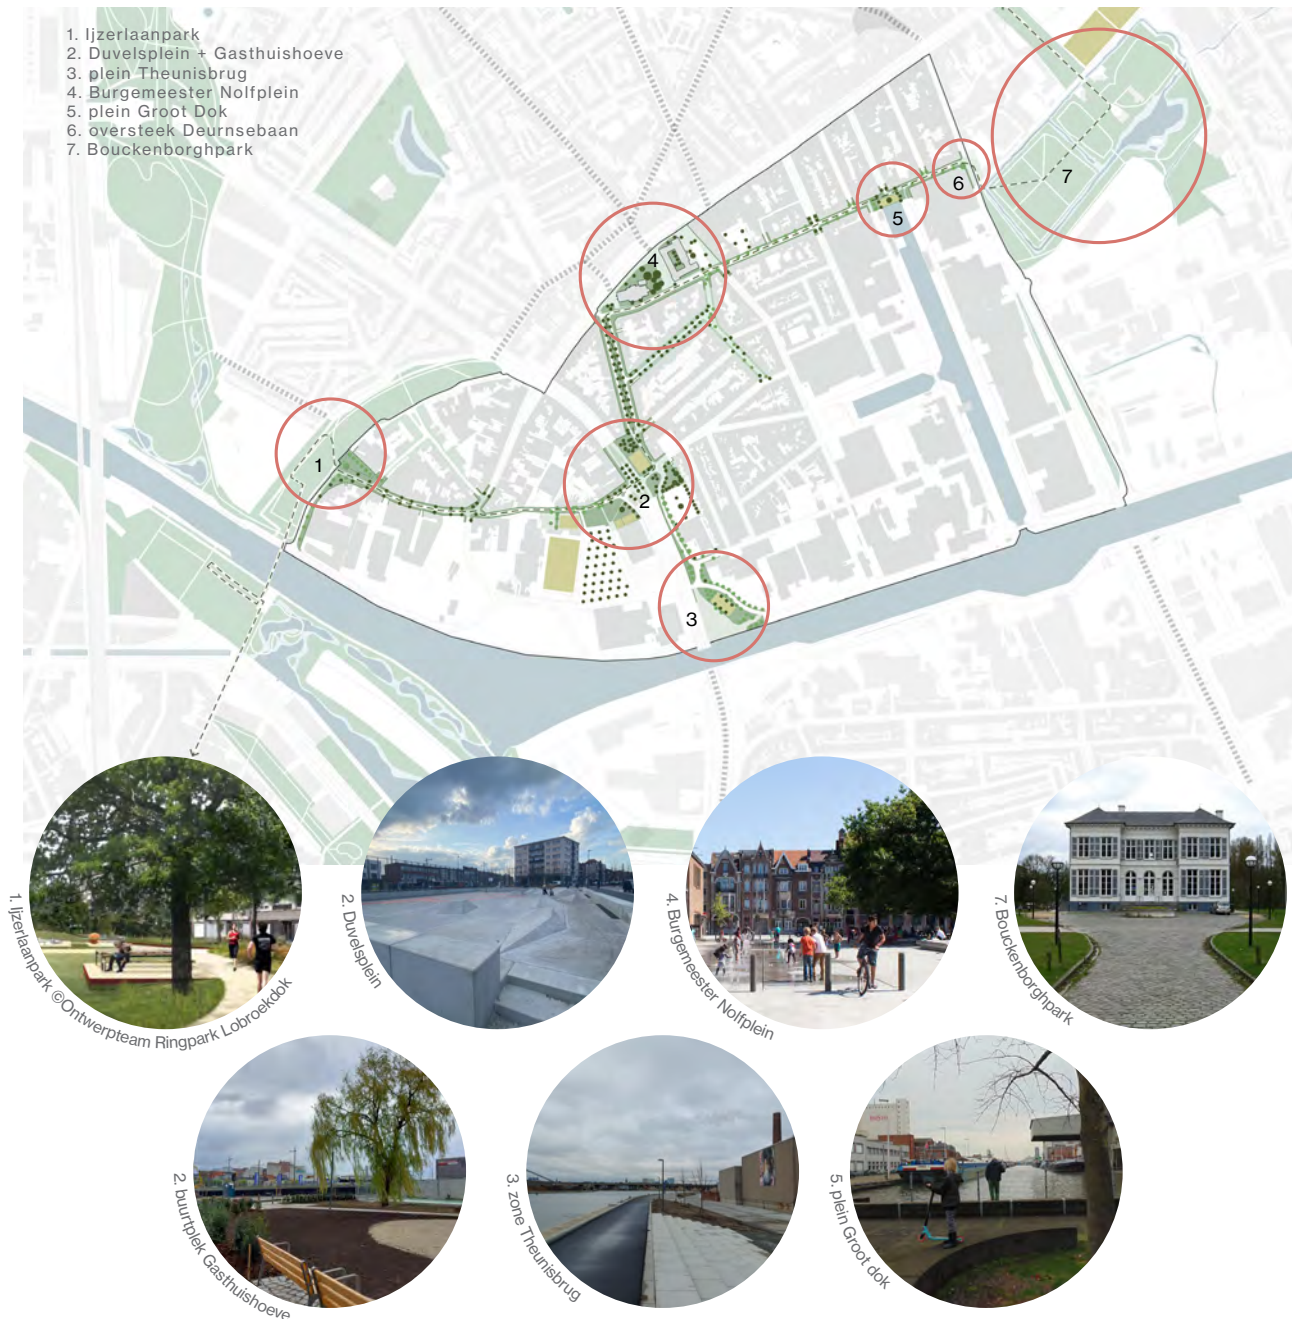 1. Ijzerlaanpark
2. Duvelsplein + Gasthuishoeve
3. plein Theunisbrug
4. Burgemeester Nolfplein
5. plein Groot Dok
6. oversteek Deurnsebaan
7. Bouckenborghpark
1
2
3
4
5
6
7
1. Ijzerlaanpark ©Ontwerpteam Ringpark Lobroekdok
2. Duvelsplein
4. Burgemeester Nolfplein
7. Bouckenborghpark
2. buurtplek Gasthuishoeve
3. zone Theunisbrug
5. plein Groot dok